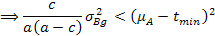 ⟹ c/(a(a−c)) σ²_Bg < (μ_A − t_min)²